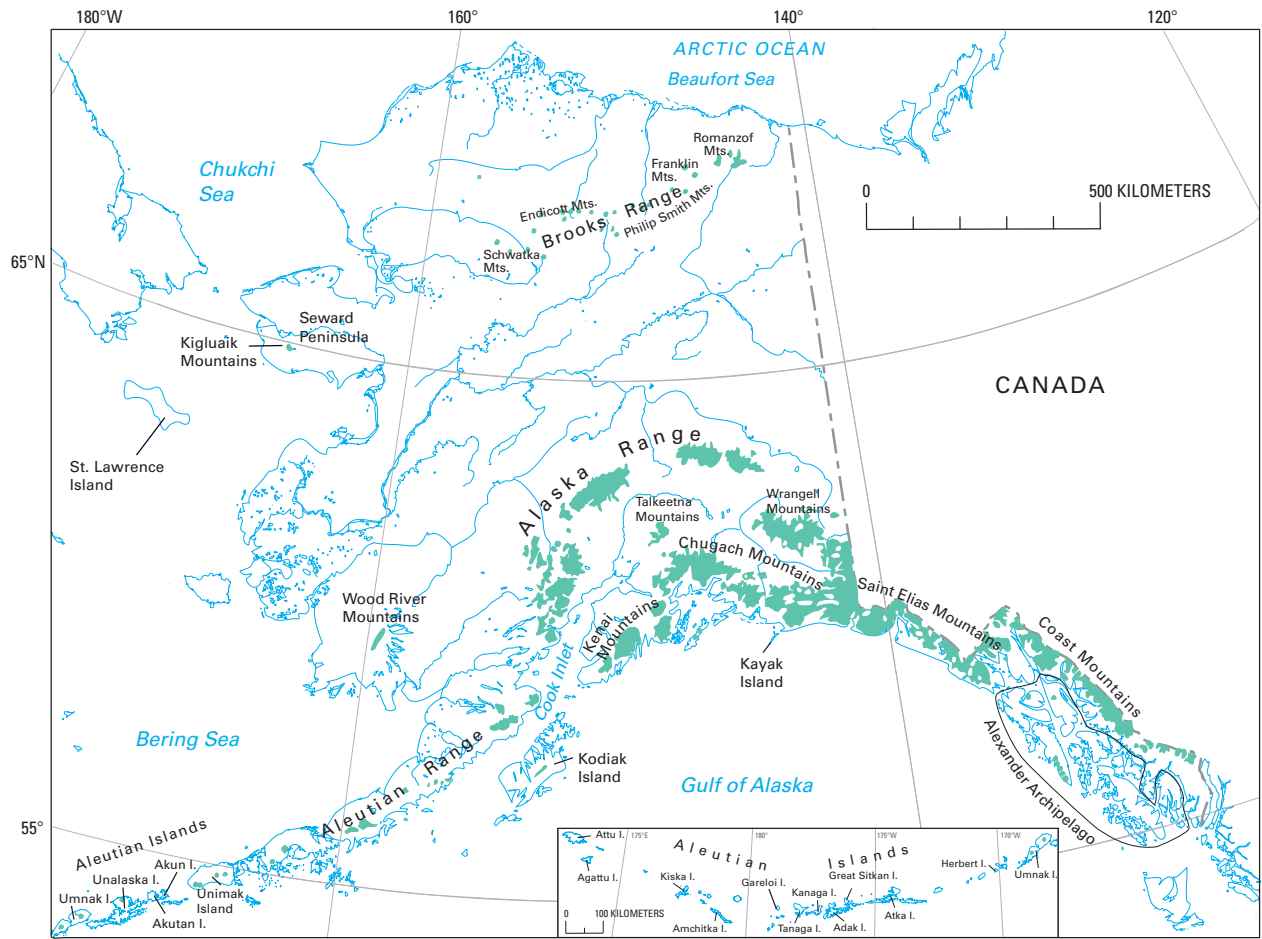 180°W
160°
140°
120°
ARCTIC OCEAN
Beaufort Sea
Chukchi
Sea
Romanzof
Mts.
Franklin
Mts.
Endicott Mts.
Brooks Range
Philip Smith Mts.
Schwatka
Mts.
0
500 KILOMETERS
65°N
Seward
Peninsula
Kigluaik
Mountains
CANADA
St. Lawrence
Island
Alaska Range
Talkeetna
Mountains
Wrangell
Mountains
Chugach Mountains
Saint Elias Mountains
Coast Mountains
Wood River
Mountains
Kenai
Mountains
Cook Inlet
Kayak
Island
Bering Sea
Aleutian Range
Kodiak
Island
Gulf of Alaska
Alexander Archipelago
55°
Aleutian Islands
Akun I.
Unalaska I.
Umnak I.
Unimak
Island
Akutan I.
175°E
180°
175°W
170°W
Attu I.
Aleutian Islands
Agattu I.
Kiska I.
Gareloi I.
Kanaga I.
Great Sitkan I.
Herbert I.
Umnak I.
0
100 KILOMETERS
Amchitka I.
Tanaga I.
Adak I.
Atka I.